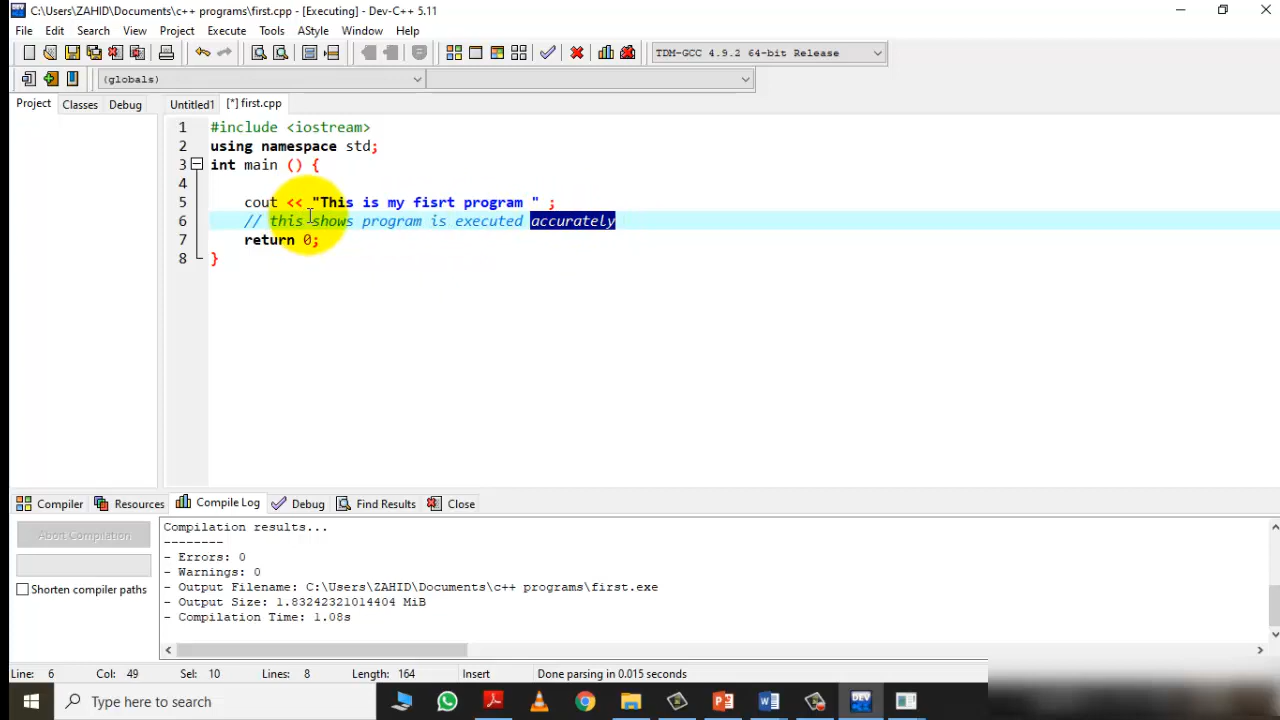 C:\Users\ZAHID\Documents\c++ programs\first.cpp - [Executing] - Dev-C++ 5.11
File Edit Search View Project Execute Tools AStyle Window Help
TDM-GCC 4.9.2 64-bit Release
(globals)
Project Classes Debug Untitled1 [*] first.cpp
1 #include <iostream>
2 using namespace std;
3 int main () {
4
5 cout << "This is my fisrt program " ;
6 // this shows program is executed accurately
7 return 0;
8 }
Compiler Resources Compile Log Debug Find Results Close
Abort Compilation
Shorten compiler paths
Compilation results...
--------
- Errors: 0
- Warnings: 0
- Output Filename: C:\Users\ZAHID\Documents\c++ programs\first.exe
- Output Size: 1.83242321014404 MiB
- Compilation Time: 1.08s
Line: 6 Col: 49 Sel: 10 Lines: 8 Length: 164 Insert Done parsing in 0.015 seconds
Type here to search